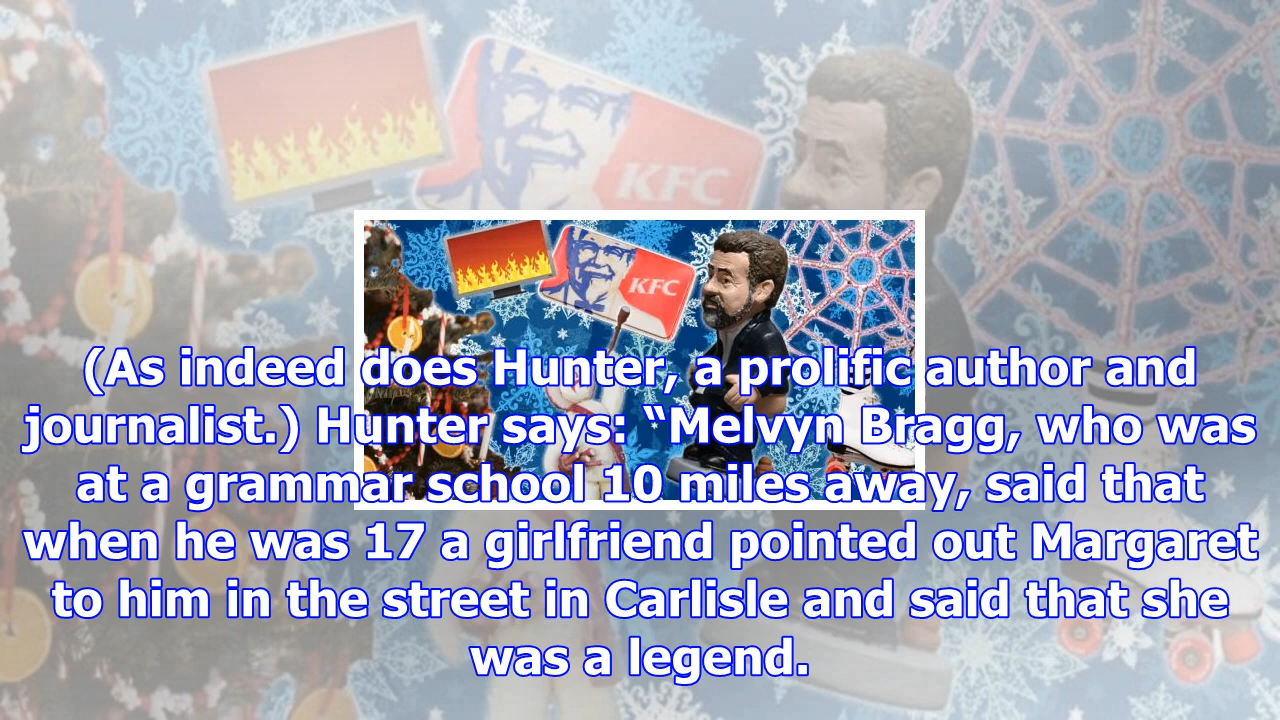 KFC
KFC
(As indeed does Hunter, a prolific author and
journalist.) Hunter says: “Melvyn Bragg, who was
at a grammar school 10 miles away, said that
when he was 17 a girlfriend pointed out Margaret
to him in the street in Carlisle and said that she
was a legend.